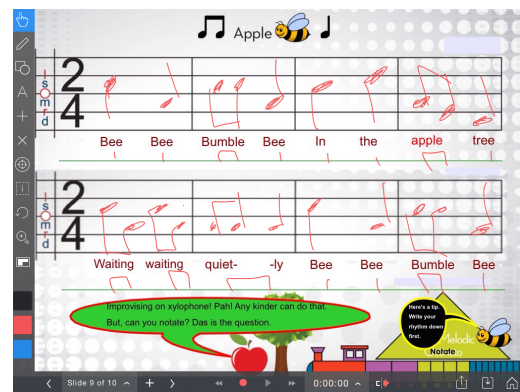 Apple
l
s
m
r
d
2
4
Bee Bee Bumble Bee In the apple tree
l
s
m
r
d
2
4
Waiting waiting quiet- -ly Bee Bee Bumble Bee
Improvising on xylophone! Pah! Any kinder can do that.
But, can you notate? Das is the question.
Here's a tip.
Write your
rhythm down
first.
Melodic
Notate
Slide 9 of 10
0:00:00